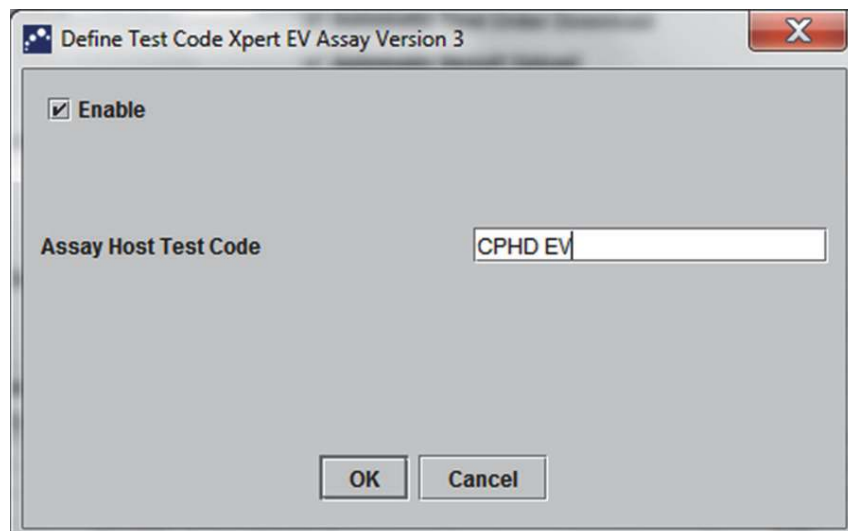 Define Test Code Xpert EV Assay Version 3
Enable
Assay Host Test Code
CPHD EV
OK
Cancel